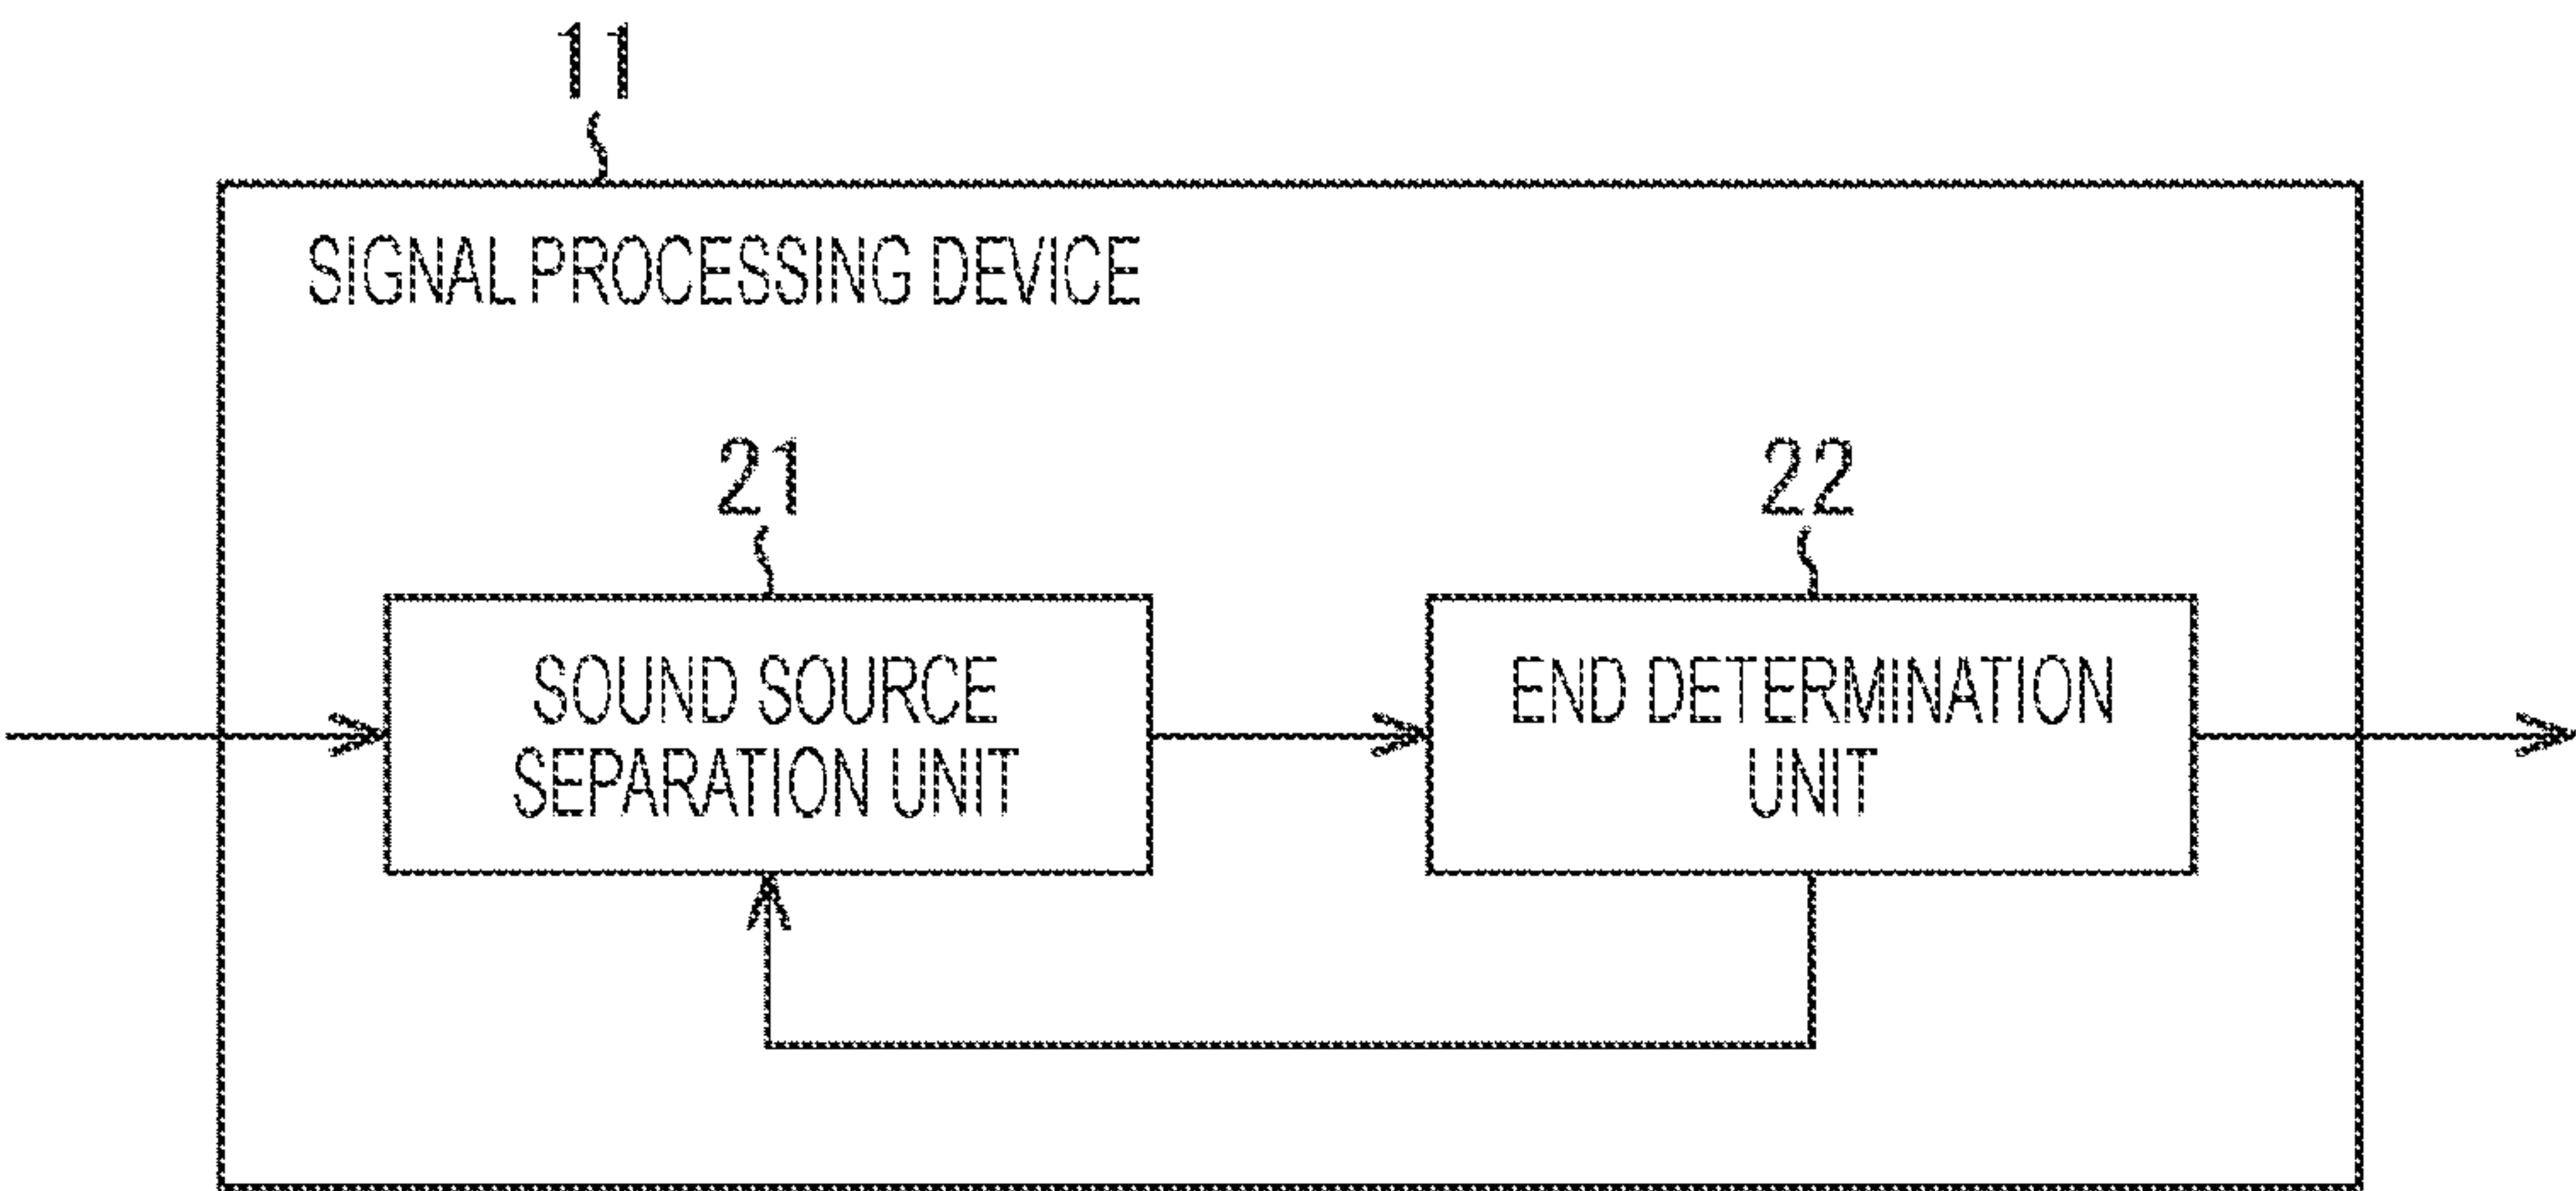 11
SIGNAL PROCESSING DEVICE
21
22
SOUND SOURCE
SEPARATION UNIT
END DETERMINATION
UNIT